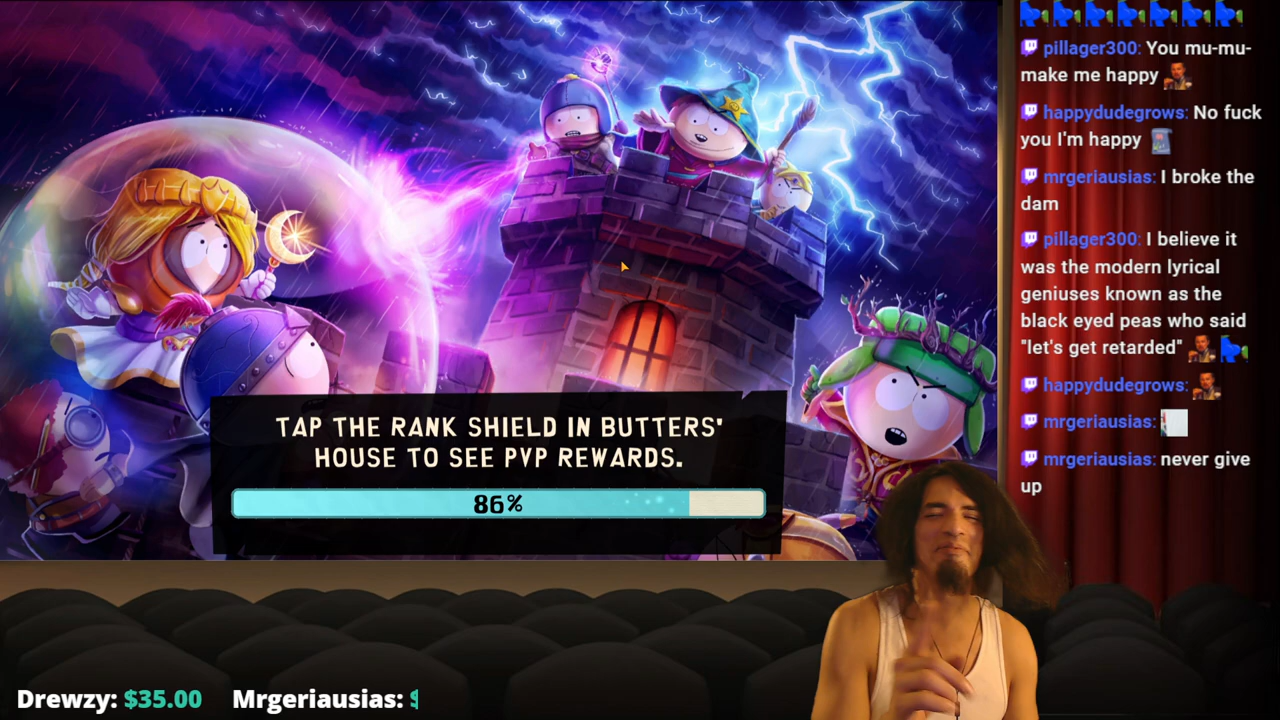 TAP THE RANK SHIELD IN BUTTERS'
HOUSE TO SEE PVP REWARDS.
86%
pillager300: You mu-mu-
make me happy
happydudegrows: No fuck
you I'm happy
mrgeriausias: I broke the
dam
pillager300: I believe it
was the modern lyrical
geniuses known as the
black eyed peas who said
"let's get retarded"
happydudegrows:
mrgeriausias:
mrgeriausias: never give
up
Drewzy: $35.00 Mrgeriausias: $